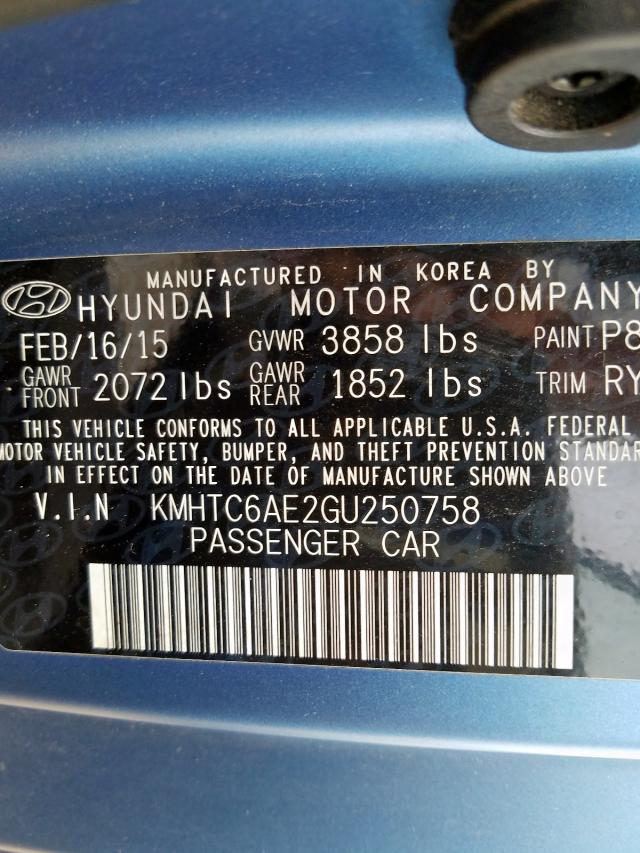 MANUFACTURED IN KOREA BY
HYUNDAI MOTOR COMPANY
FEB/16/15 GVWR 3858 lbs PAINT P8
GAWR FRONT 2072 lbs GAWR REAR 1852 lbs TRIM RY
THIS VEHICLE CONFORMS TO ALL APPLICABLE U.S.A. FEDERAL
MOTOR VEHICLE SAFETY, BUMPER, AND THEFT PREVENTION STANDAR
IN EFFECT ON THE DATE OF MANUFACTURE SHOWN ABOVE
V.I.N KMHTC6AE2GU250758
PASSENGER CAR